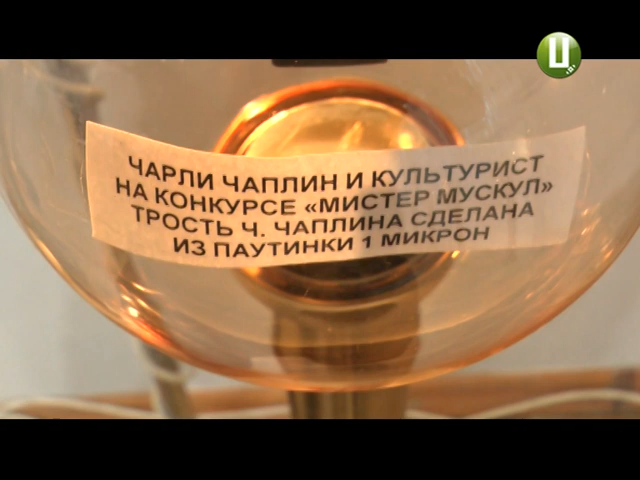 Ц
ЧАРЛИ ЧАПЛИН И КУЛЬТУРИСТ
НА КОНКУРСЕ «МИСТЕР МУСКУЛ»
ТРОСТЬ Ч. ЧАПЛИНА СДЕЛАНА
ИЗ ПАУТИНКИ 1 МИКРОН